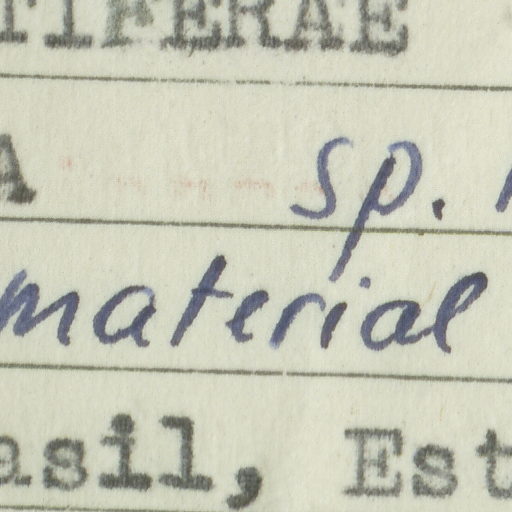 TIFERAE
A sp.
material
asil, Est